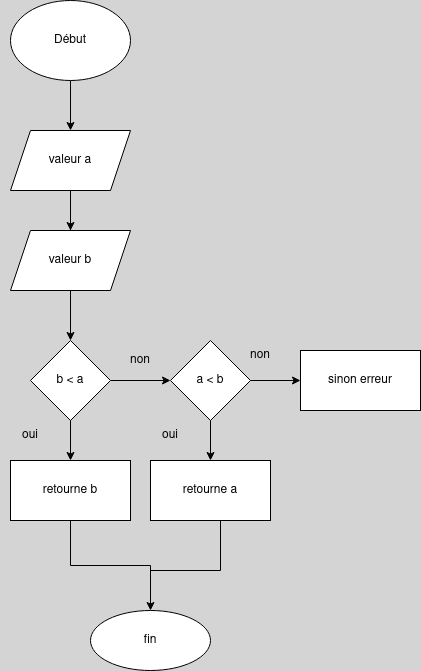 Début
valeur a
valeur b
b < a
non
a < b
non
sinon erreur
oui
oui
retourne b
retourne a
fin